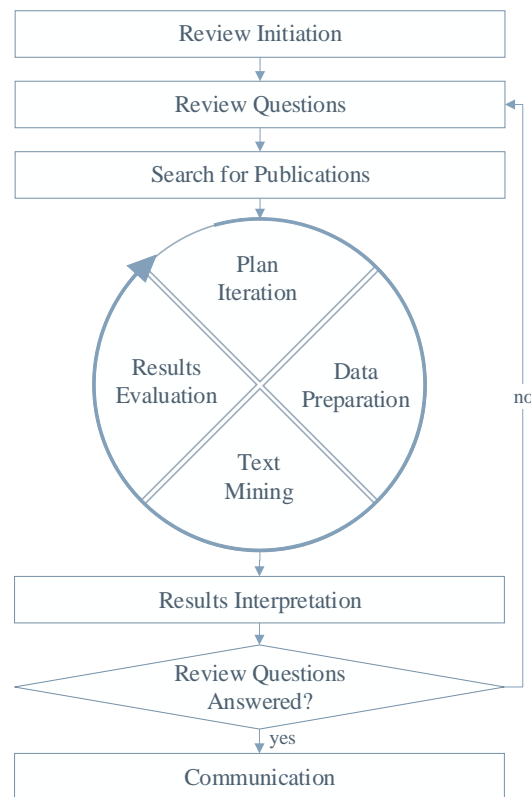 Review Initiation
Review Questions
Search for Publications
Plan
Iteration
Results
Evaluation
Data
Preparation
Text
Mining
no
Results Interpretation
Review Questions
Answered?
yes
Communication